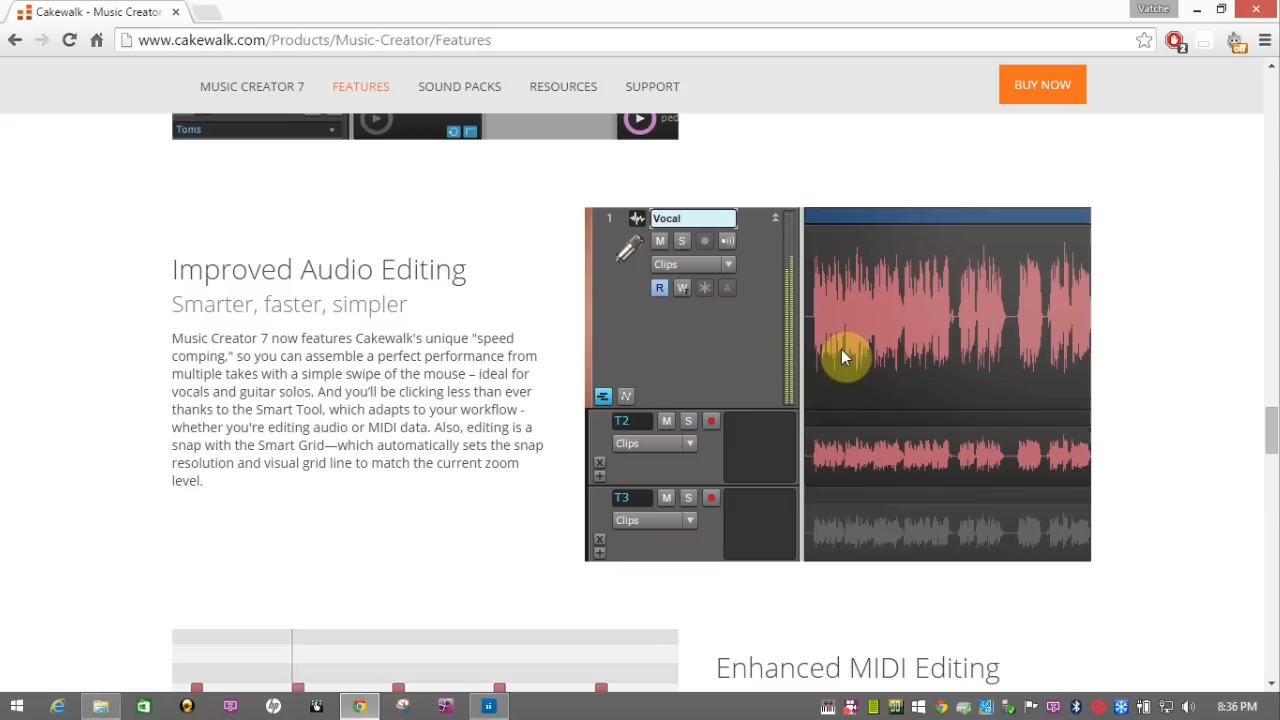 Cakewalk - Music Creator
Vatche
www.cakewalk.com/Products/Music-Creator/Features
2
off
MUSIC CREATOR 7
FEATURES
SOUND PACKS
RESOURCES
SUPPORT
BUY NOW
Toms
ped
1
Vocal
M
S
Clips
R
W
A
Improved Audio Editing
Smarter, faster, simpler
Music Creator 7 now features Cakewalk's unique "speed
comping," so you can assemble a perfect performance from
multiple takes with a simple swipe of the mouse – ideal for
vocals and guitar solos. And you'll be clicking less than ever
thanks to the Smart Tool, which adapts to your workflow -
whether you're editing audio or MIDI data. Also, editing is a
snap with the Smart Grid—which automatically sets the snap
resolution and visual grid line to match the current zoom
level.
T2
M
S
Clips
T3
M
S
Clips
Enhanced MIDI Editing
8:36 PM